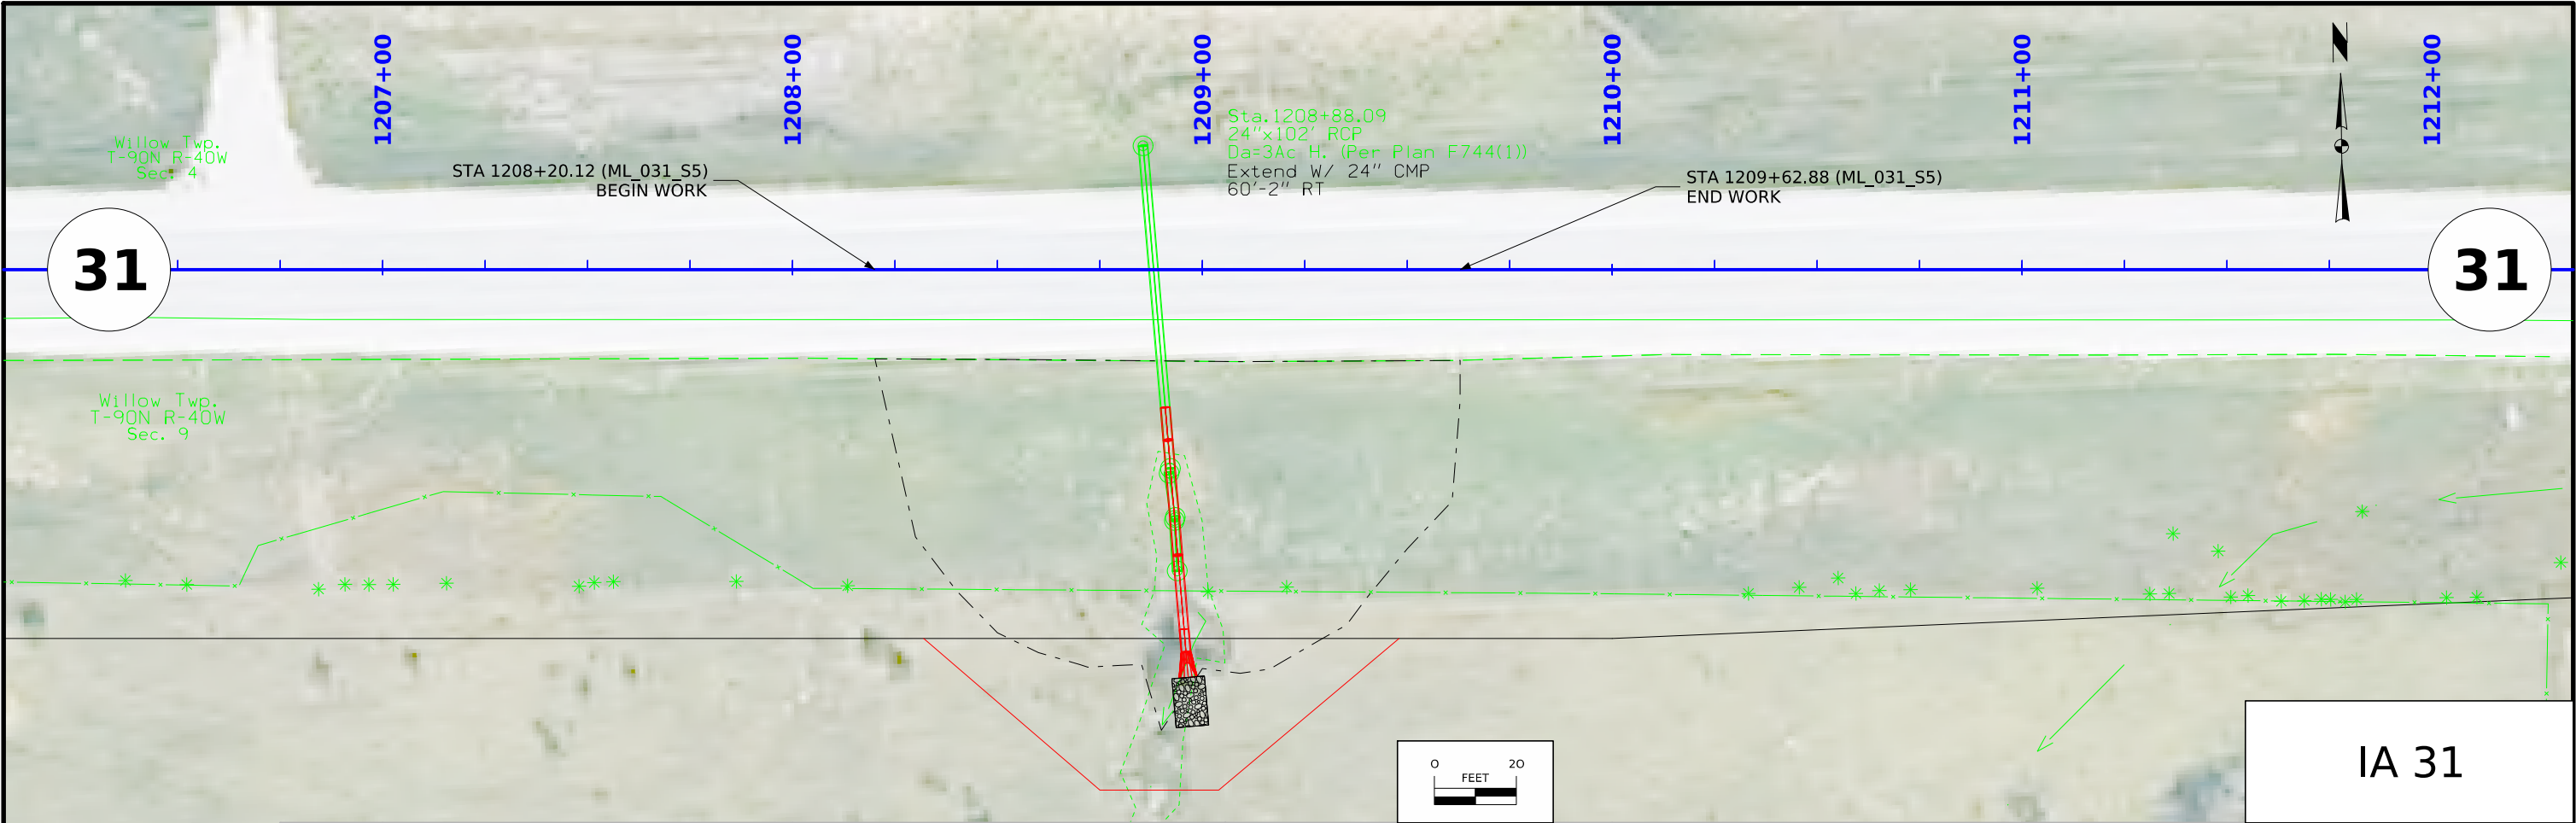 1207+00
1208+00
1209+00
1210+00
1211+00
1212+00
N
Willow Twp.
T-90N R-40W
Sec. 4
STA 1208+20.12 (ML_031_S5)
BEGIN WORK
Sta.1208+88.09
24"x102' RCP
Da=3Ac H. (Per Plan F744(1))
Extend W/ 24" CMP
60'-2" RT
STA 1209+62.88 (ML_031_S5)
END WORK
31
31
Willow Twp.
T-90N R-40W
Sec. 9
0 20
FEET
IA 31